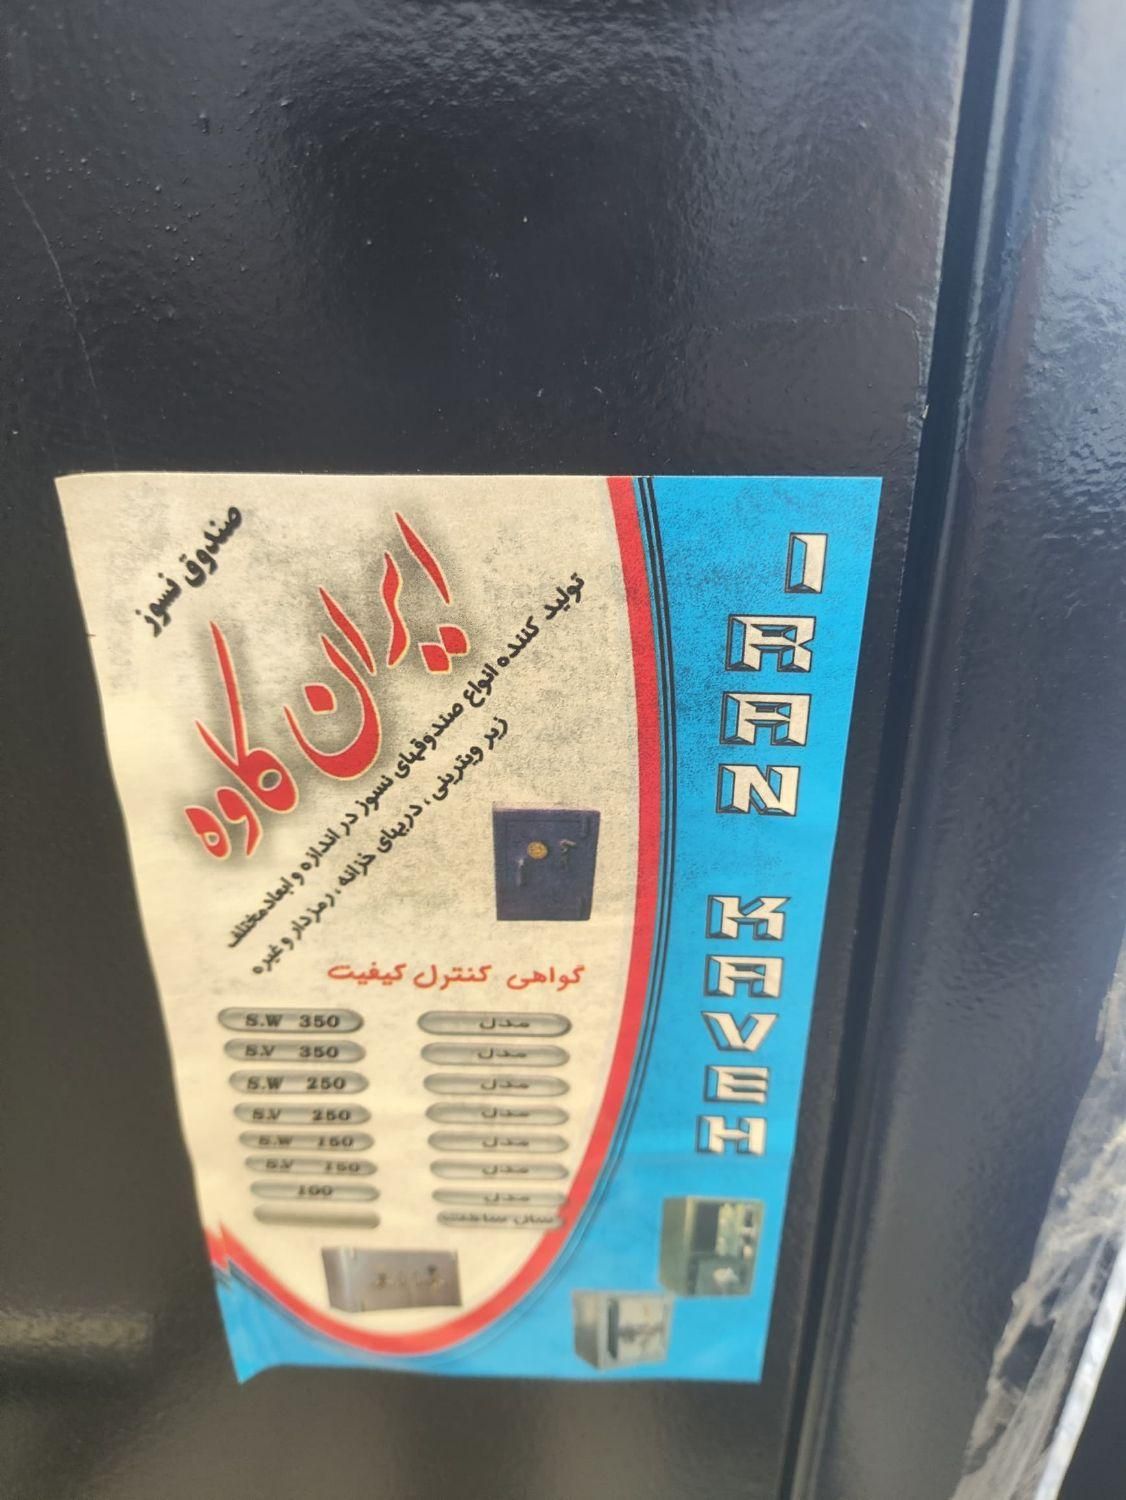 صندوق نسوز
ایران کاوه
تولید کننده انواع صندوقهای نسوز در اندازه و ابعاد مختلف
زیر ویترینی ، دربهای خزانه ، رمزدار و غیره
گواهی کنترل کیفیت
مدل S.W 350
مدل S.V 350
مدل S.W 250
مدل S.V 250
مدل S.W 150
مدل S.V 150
مدل 100
سال ساخت
IRAN KAVEH